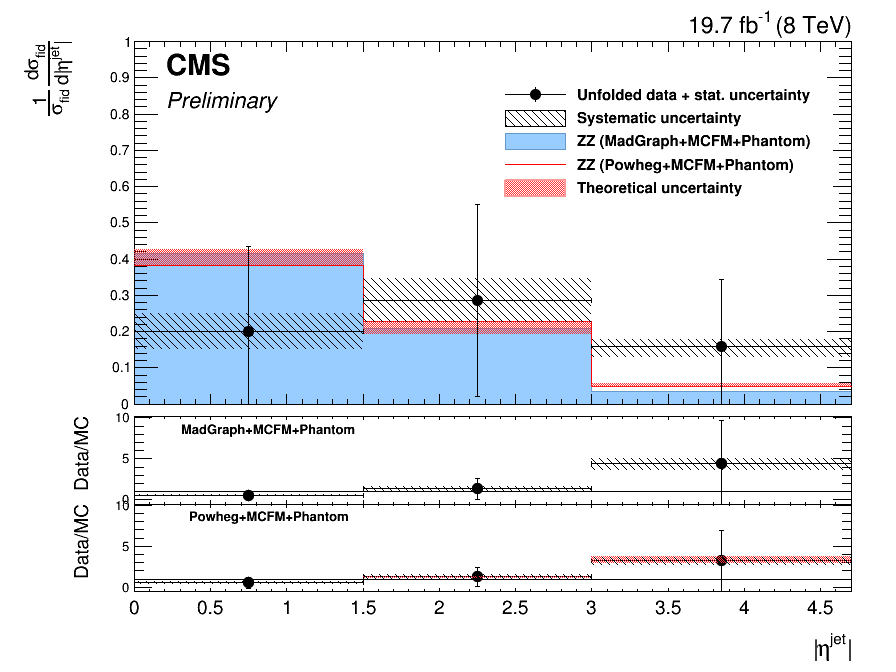 19.7 fb⁻¹ (8 TeV)
1/σfid dσfid/d|ηʲᵉᵗ|
CMS
Preliminary
Unfolded data + stat. uncertainty
Systematic uncertainty
ZZ (MadGraph+MCFM+Phantom)
ZZ (Powheg+MCFM+Phantom)
Theoretical uncertainty
1
0.9
0.8
0.7
0.6
0.5
0.4
0.3
0.2
0.1
0
Data/MC
MadGraph+MCFM+Phantom
10
5
0
Data/MC
Powheg+MCFM+Phantom
10
5
0
0 0.5 1 1.5 2 2.5 3 3.5 4 4.5
|ηʲᵉᵗ|